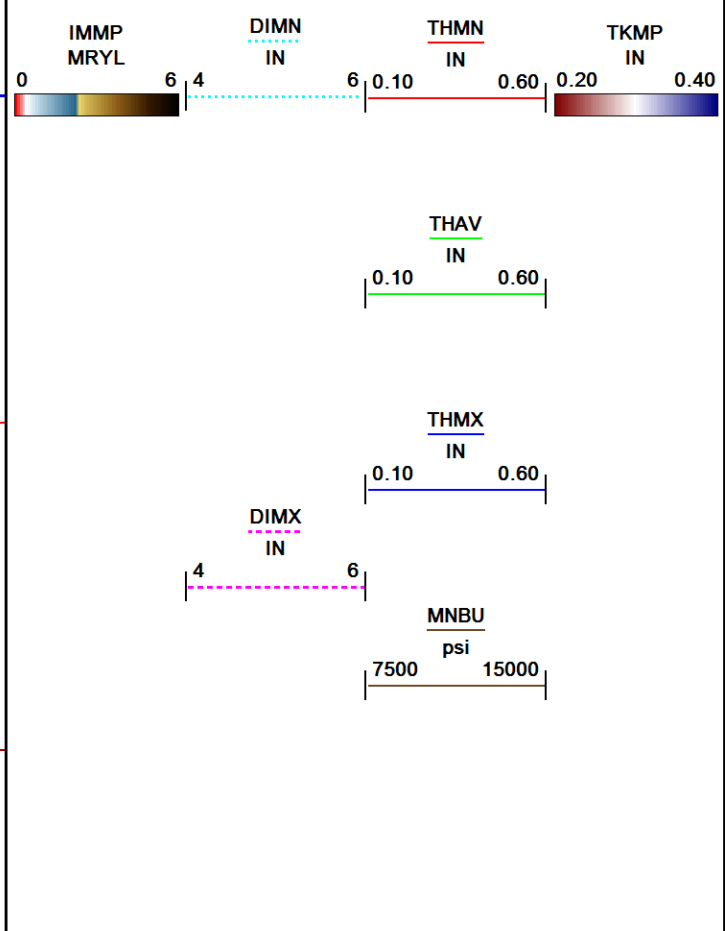 IMMP
MRYL
0 6
DIMN
IN
4 6
THMN
IN
0.10 0.60
TKMP
IN
0.20 0.40
THAV
IN
0.10 0.60
THMX
IN
0.10 0.60
DIMX
IN
4 6
MNBU
psi
7500 15000